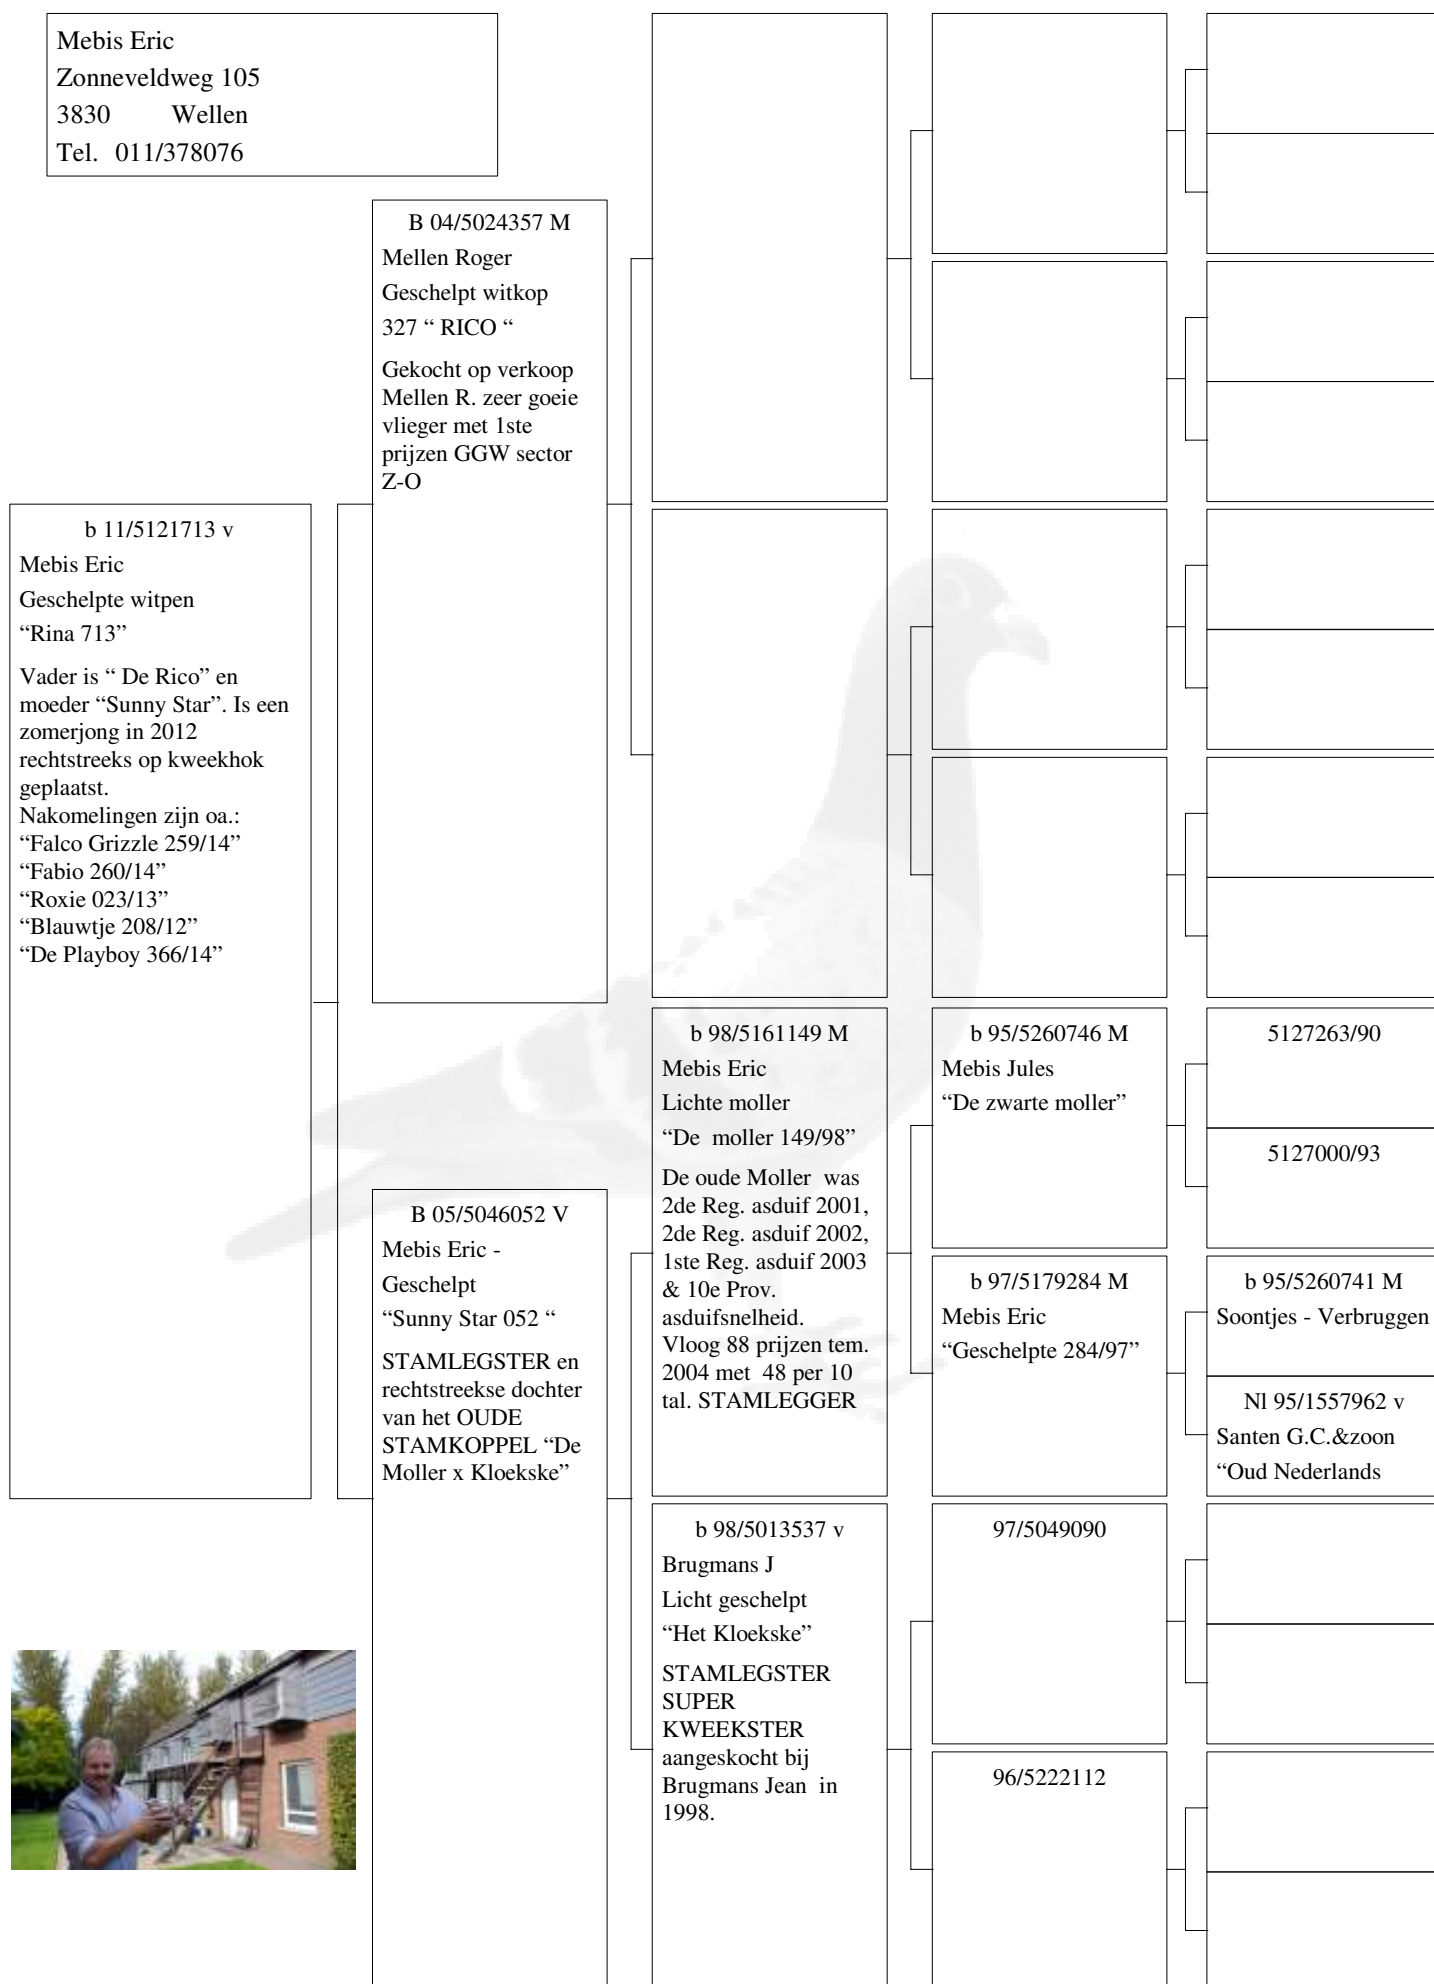 Mebis Eric
Zonneveldweg 105
3830 Wellen
Tel. 011/378076
b 11/5121713 v
Mebis Eric
Geschelpte witpen
“Rina 713”
Vader is “ De Rico” en
moeder “Sunny Star”. Is een
zomerjong in 2012
rechtstreeks op kweekhok
geplaatst.
Nakomelingen zijn oa.:
“Falco Grizzle 259/14”
“Fabio 260/14”
“Roxie 023/13”
“Blauwtje 208/12”
“De Playboy 366/14”
B 04/5024357 M
Mellen Roger
Geschelpt witkop
327 “ RICO “
Gekocht op verkoop
Mellen R. zeer goeie
vlieger met 1ste
prijzen GGW sector
Z-O
B 05/5046052 V
Mebis Eric -
Geschelpt
“Sunny Star 052 “
STAMLEGSTER en
rechtstreekse dochter
van het OUDE
STAMKOPPEL “De
Moller x Kloekske”
b 98/5161149 M
Mebis Eric
Lichte moller
“De moller 149/98”
De oude Moller was
2de Reg. asduif 2001,
2de Reg. asduif 2002,
1ste Reg. asduif 2003
& 10e Prov.
asduifsnelheid.
Vloog 88 prijzen tem.
2004 met 48 per 10
tal. STAMLEGGER
b 98/5013537 v
Brugmans J
Licht geschelpt
“Het Kloekske”
STAMLEGSTER
SUPER
KWEEKSTER
aangeskocht bij
Brugmans Jean in
1998.
b 95/5260746 M
Mebis Jules
“De zwarte moller”
b 97/5179284 M
Mebis Eric
“Geschelpte 284/97”
97/5049090
96/5222112
5127263/90
5127000/93
b 95/5260741 M
Soontjes - Verbruggen
Nl 95/1557962 v
Santen G.C.&zoon
“Oud Nederlands